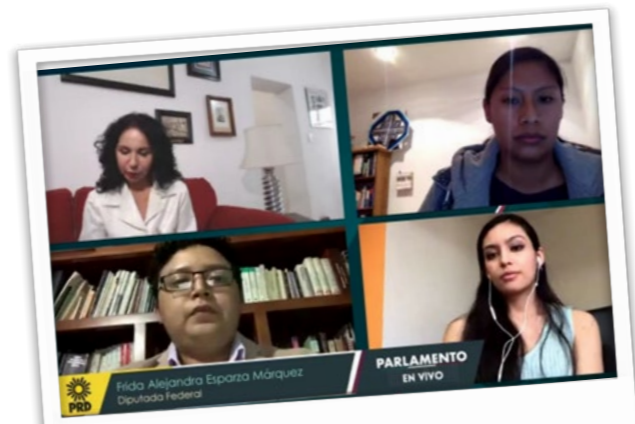 PRD
Frida Alejandra Esparza Márquez
Diputada Federal
PARLAMENTO
EN VIVO